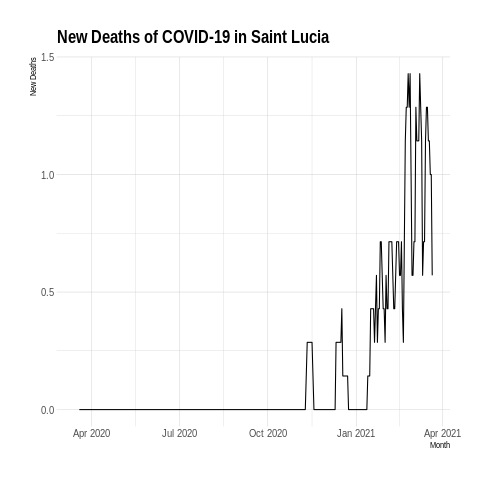 New Deaths of COVID-19 in Saint Lucia
New Deaths
1.5
1.0
0.5
0.0
Apr 2020 Jul 2020 Oct 2020 Jan 2021 Apr 2021
Month